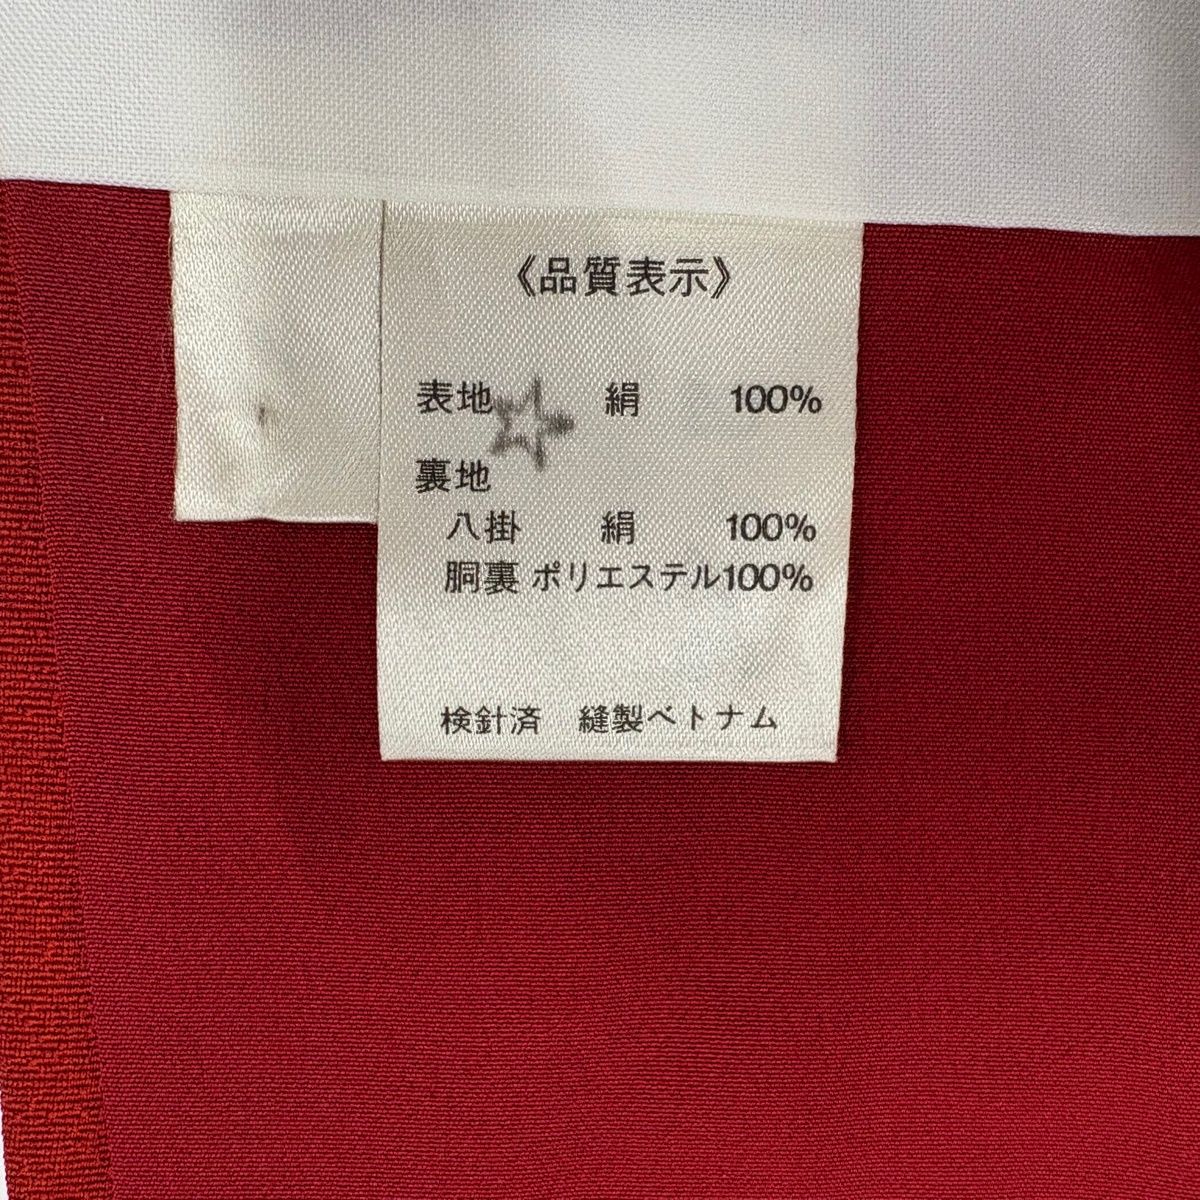 《品質表示》
表地 絹 100%
裏地
八掛 絹 100%
胴裏 ポリエステル100%
検針済 縫製ベトナム